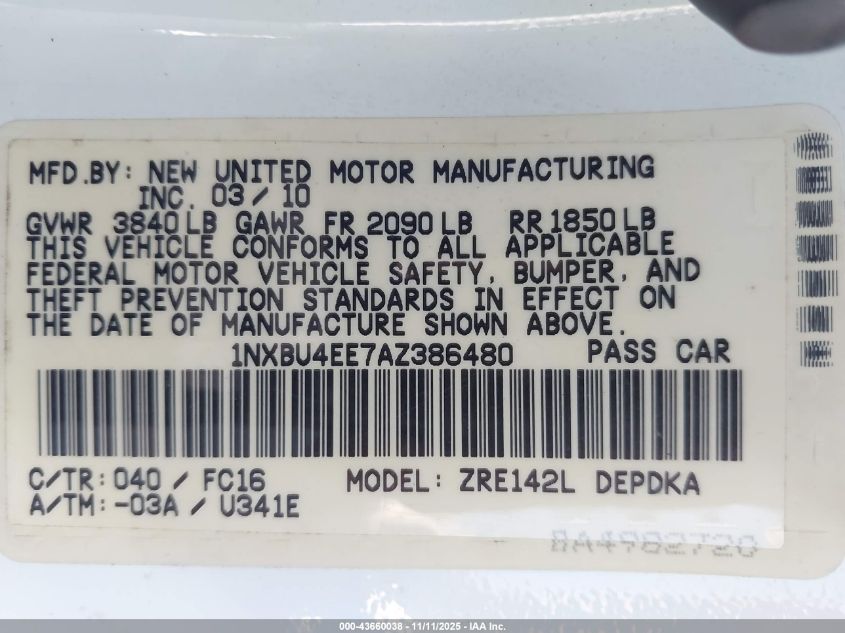 MFD.BY: NEW UNITED MOTOR MANUFACTURING
INC. 03 / 10
GVWR 3840 LB GAWR FR 2090 LB RR 1850 LB
THIS VEHICLE CONFORMS TO ALL APPLICABLE
FEDERAL MOTOR VEHICLE SAFETY, BUMPER, AND
THEFT PREVENTION STANDARDS IN EFFECT ON
THE DATE OF MANUFACTURE SHOWN ABOVE.
1NXBU4EE7AZ386480 PASS CAR
C/TR: 040 / FC16 MODEL: ZRE142L DEPDKA
A/TM: -03A / U341E
000-43660038 - 11/11/2025 - IAA Inc.